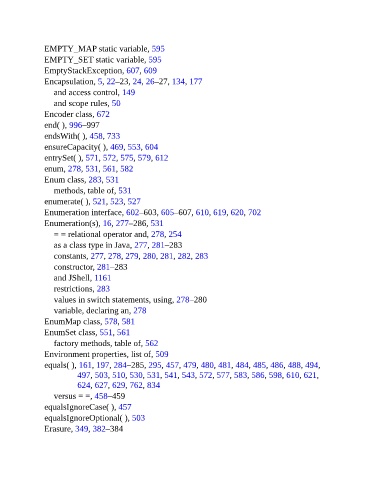 EMPTY_MAP static variable, 595
EMPTY_SET static variable, 595
EmptyStackException, 607, 609
Encapsulation, 5, 22–23, 24, 26–27, 134, 177
and access control, 149
and scope rules, 50
Encoder class, 672
end( ), 996–997
endsWith( ), 458, 733
ensureCapacity( ), 469, 553, 604
entrySet( ), 571, 572, 575, 579, 612
enum, 278, 531, 561, 582
Enum class, 283, 531
methods, table of, 531
enumerate( ), 521, 523, 527
Enumeration interface, 602–603, 605–607, 610, 619, 620, 702
Enumeration(s), 16, 277–286, 531
= = relational operator and, 278, 254
as a class type in Java, 277, 281–283
constants, 277, 278, 279, 280, 281, 282, 283
constructor, 281–283
and JShell, 1161
restrictions, 283
values in switch statements, using, 278–280
variable, declaring an, 278
EnumMap class, 578, 581
EnumSet class, 551, 561
factory methods, table of, 562
Environment properties, list of, 509
equals( ), 161, 197, 284–285, 295, 457, 479, 480, 481, 484, 485, 486, 488, 494,
497, 503, 510, 530, 531, 541, 543, 572, 577, 583, 586, 598, 610, 621,
624, 627, 629, 762, 834
versus = =, 458–459
equalsIgnoreCase( ), 457
equalsIgnoreOptional( ), 503
Erasure, 349, 382–384